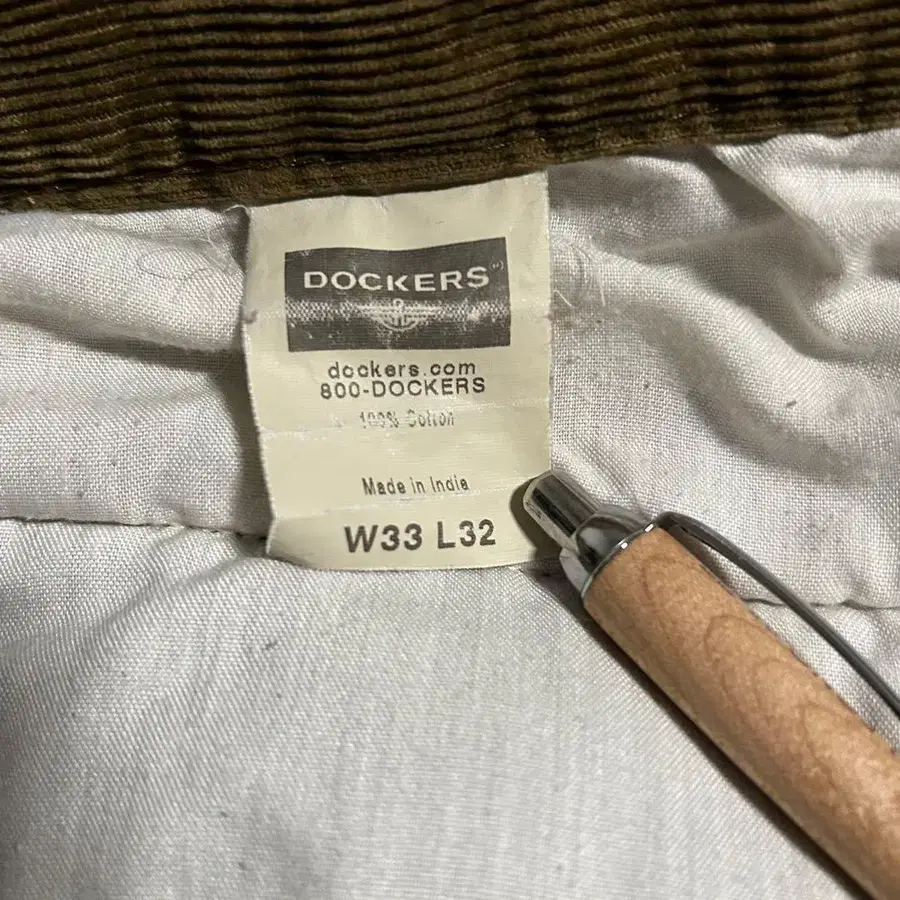 DOCKERS
dockers.com
800-DOCKERS
100% Cotton
Made in India
W33 L32